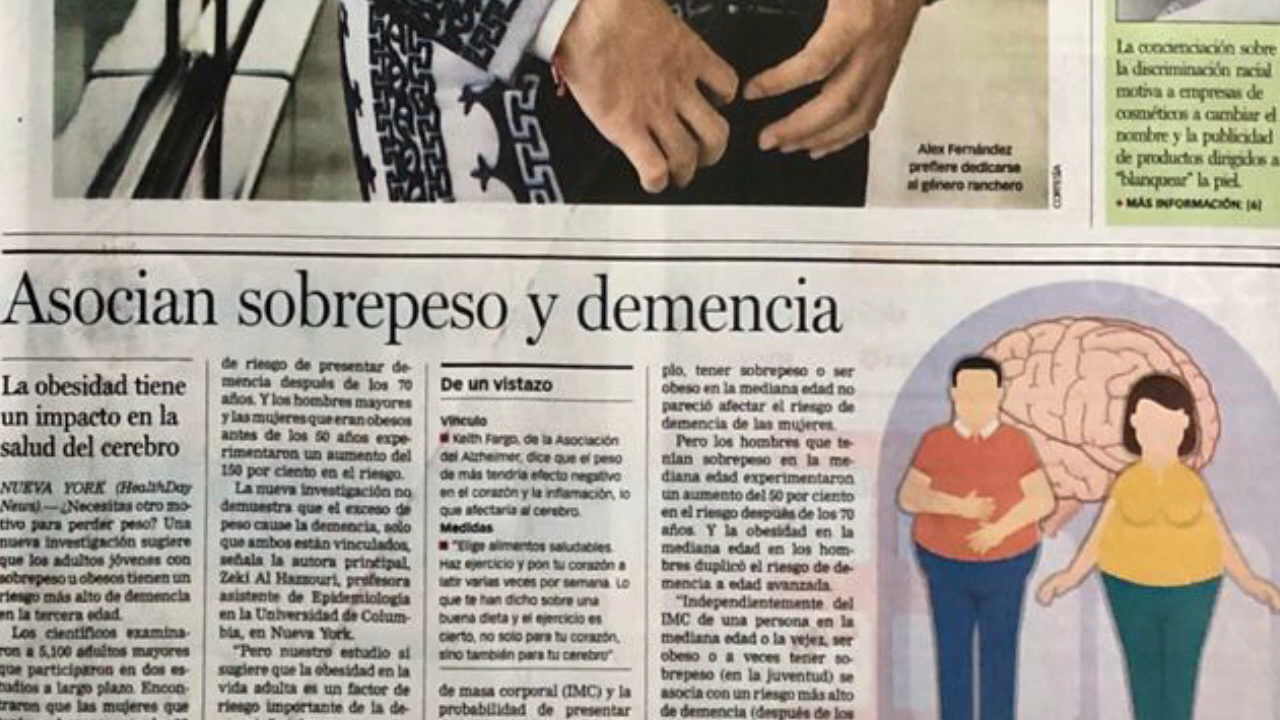 Alex Fernández
prefiere dedicarse
al género ranchero
CORTESÍA
La concienciación sobre
la discriminación racial
motiva a empresas de
cosméticos a cambiar el
nombre y la publicidad
de productos dirigidos a
"blanquear" la piel.
+ MÁS INFORMACIÓN: [6]
Asocian sobrepeso y demencia
La obesidad tiene
un impacto en la
salud del cerebro
NUEVA YORK (HealthDay
News).— ¿Necesitas otro mo-
tivo para perder peso? Una
nueva investigación sugiere
que los adultos jóvenes con
sobrepeso u obesos tienen un
riesgo más alto de demencia
en la tercera edad.
Los científicos examina-
ron a 5,100 adultos mayores
que participaron en dos es-
tudios a largo plazo. Encon-
traron que las mujeres que
de riesgo de presentar de-
mencia después de los 70
años. Y los hombres mayores
y las mujeres que eran obesos
antes de los 50 años expe-
rimentaron un aumento del
150 por ciento en el riesgo.
La nueva investigación no
demuestra que el exceso de
peso cause la demencia, solo
que ambos están vinculados,
señala la autora principal,
Zeki Al Hazzouri, profesora
asistente de Epidemiología
en la Universidad de Colum-
bia, en Nueva York.
"Pero nuestro estudio sí
sugiere que la obesidad en la
vida adulta es un factor de
riesgo importante de la de-
De un vistazo
Vínculo
■ Keith Fargo, de la Asociación
del Alzheimer, dice que el peso
de más tendría efecto negativo
en el corazón y la inflamación, lo
que afectaría al cerebro.
Medidas
■ "Elige alimentos saludables.
Haz ejercicio y pon tu corazón a
latir varias veces por semana. Lo
que te han dicho sobre una
buena dieta y el ejercicio es
cierto, no solo para tu corazón,
sino también para tu cerebro".
de masa corporal (IMC) y la
probabilidad de presentar
plo, tener sobrepeso o ser
obeso en la mediana edad no
pareció afectar el riesgo de
demencia de las mujeres.
Pero los hombres que te-
nían sobrepeso en la me-
diana edad experimentaron
un aumento del 50 por ciento
en el riesgo después de los 70
años. Y la obesidad en la
mediana edad en los hom-
bres duplicó el riesgo de de-
mencia a edad avanzada.
"Independientemente del
IMC de una persona en la
mediana edad o la vejez, ser
obeso o a veces tener so-
brepeso (en la juventud) se
asocia con un riesgo más alto
de demencia (después de los